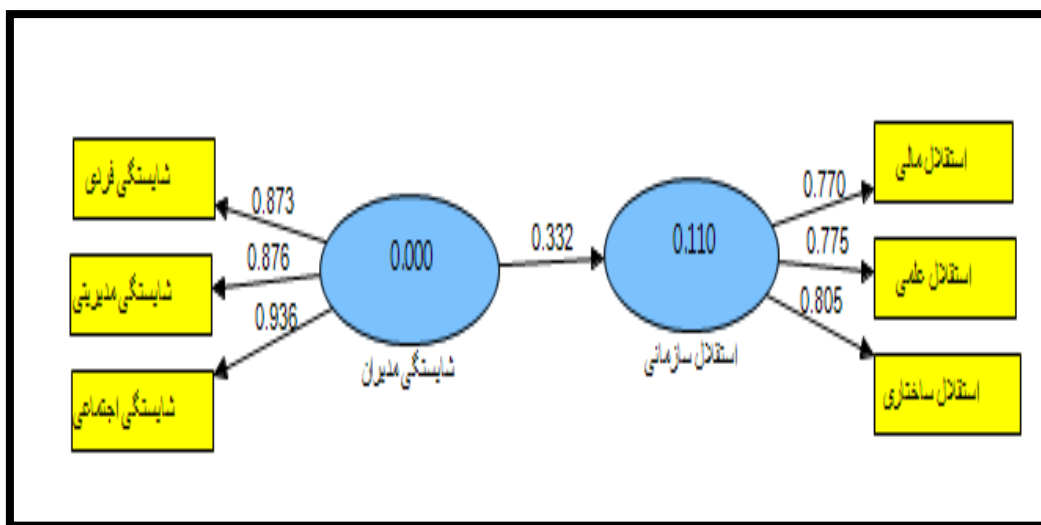 شایستگی فردی
0.873
شایستگی مدیریتی
0.876
شایستگی اجتماعی
0.936
0.000
شایستگی مدیران
0.332
0.110
استقلال سازمانی
0.770
استقلال مالی
0.775
استقلال علمی
0.805
استقلال ساختاری